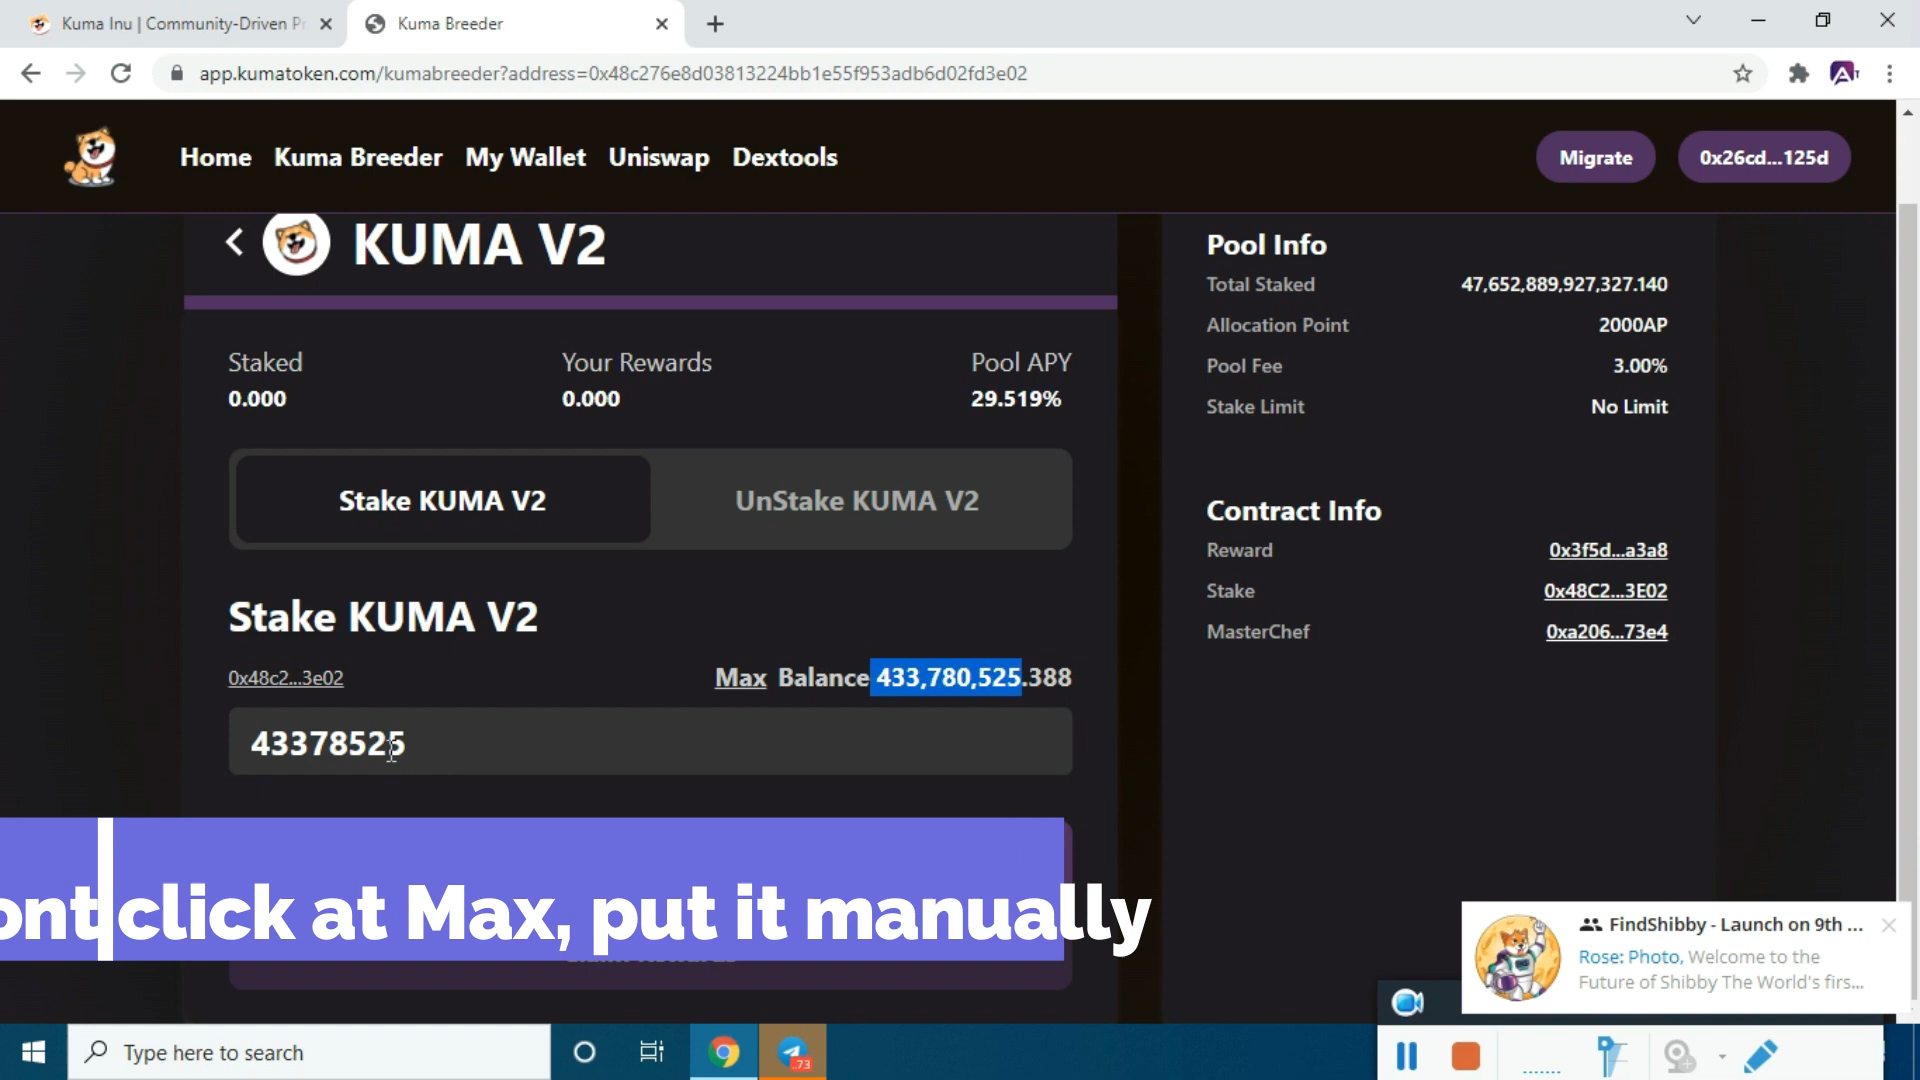 Kuma Inu | Community-Driven Pr
Kuma Breeder
app.kumatoken.com/kumabreeder?address=0x48c276e8d03813224bb1e55f953adb6d02fd3e02
Home Kuma Breeder My Wallet Uniswap Dextools
Migrate
0x26cd...125d
KUMA V2
Staked
0.000
Your Rewards
0.000
Pool APY
29.519%
Stake KUMA V2
UnStake KUMA V2
Stake KUMA V2
0x48c2...3e02
Max Balance 433,780,525.388
43378525
Pool Info
Total Staked 47,652,889,927,327.140
Allocation Point 2000AP
Pool Fee 3.00%
Stake Limit No Limit
Contract Info
Reward 0x3f5d...a3a8
Stake 0x48C2...3E02
MasterChef 0xa206...73e4
ont click at Max, put it manually
FindShibby - Launch on 9th ...
Rose: Photo, Welcome to the
Future of Shibby The World's firs...
Type here to search
..73